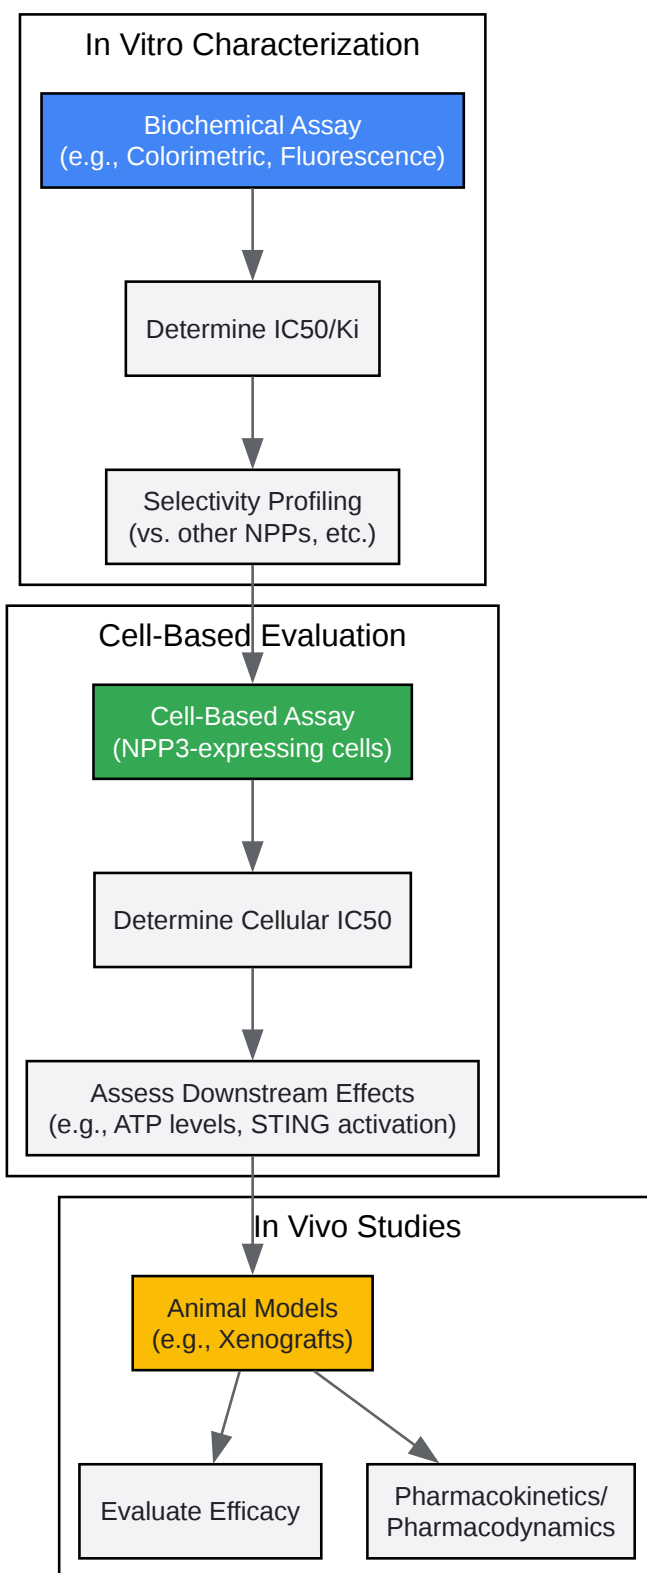 In Vitro Characterization
Biochemical Assay
(e.g., Colorimetric, Fluorescence)
Determine IC50/Ki
Selectivity Profiling
(vs. other NPPs, etc.)
Cell-Based Evaluation
Cell-Based Assay
(NPP3-expressing cells)
Determine Cellular IC50
Assess Downstream Effects
(e.g., ATP levels, STING activation)
In Vivo Studies
Animal Models
(e.g., Xenografts)
Evaluate Efficacy
Pharmacokinetics/
Pharmacodynamics